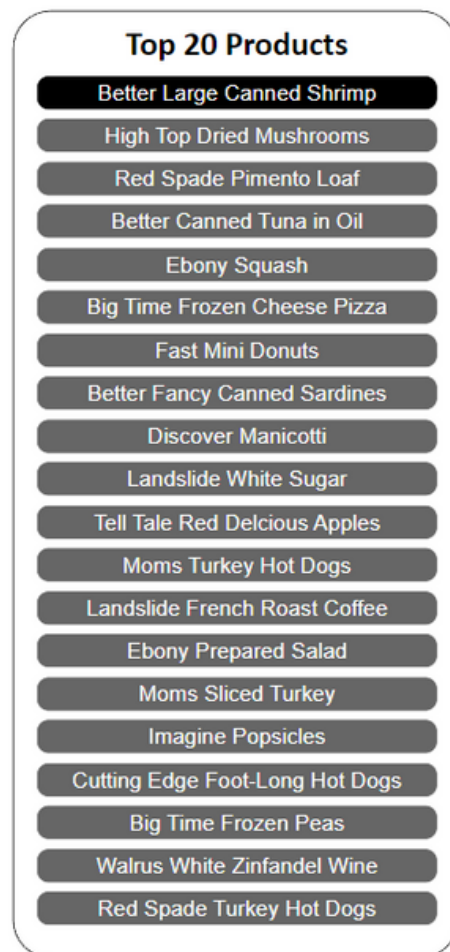 Top 20 Products
Better Large Canned Shrimp
High Top Dried Mushrooms
Red Spade Pimento Loaf
Better Canned Tuna in Oil
Ebony Squash
Big Time Frozen Cheese Pizza
Fast Mini Donuts
Better Fancy Canned Sardines
Discover Manicotti
Landslide White Sugar
Tell Tale Red Delcious Apples
Moms Turkey Hot Dogs
Landslide French Roast Coffee
Ebony Prepared Salad
Moms Sliced Turkey
Imagine Popsicles
Cutting Edge Foot-Long Hot Dogs
Big Time Frozen Peas
Walrus White Zinfandel Wine
Red Spade Turkey Hot Dogs